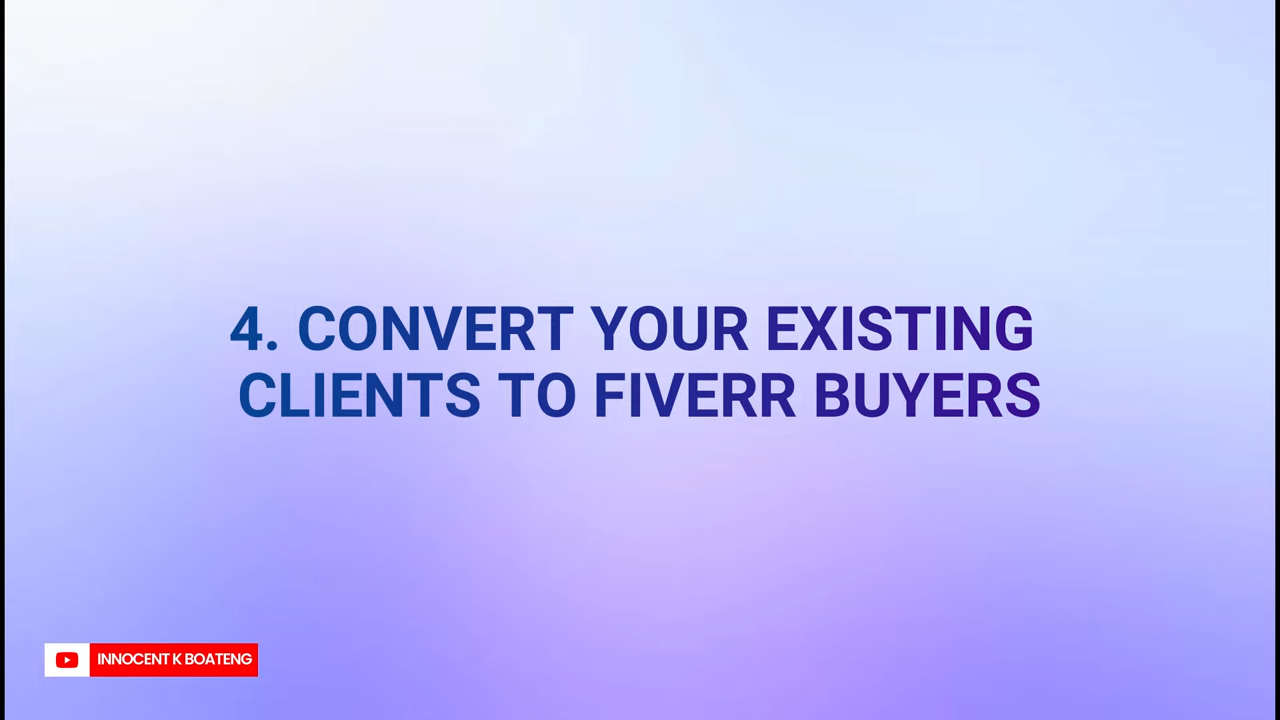 4. CONVERT YOUR EXISTING
CLIENTS TO FIVERR BUYERS
INNOCENT K BOATENG